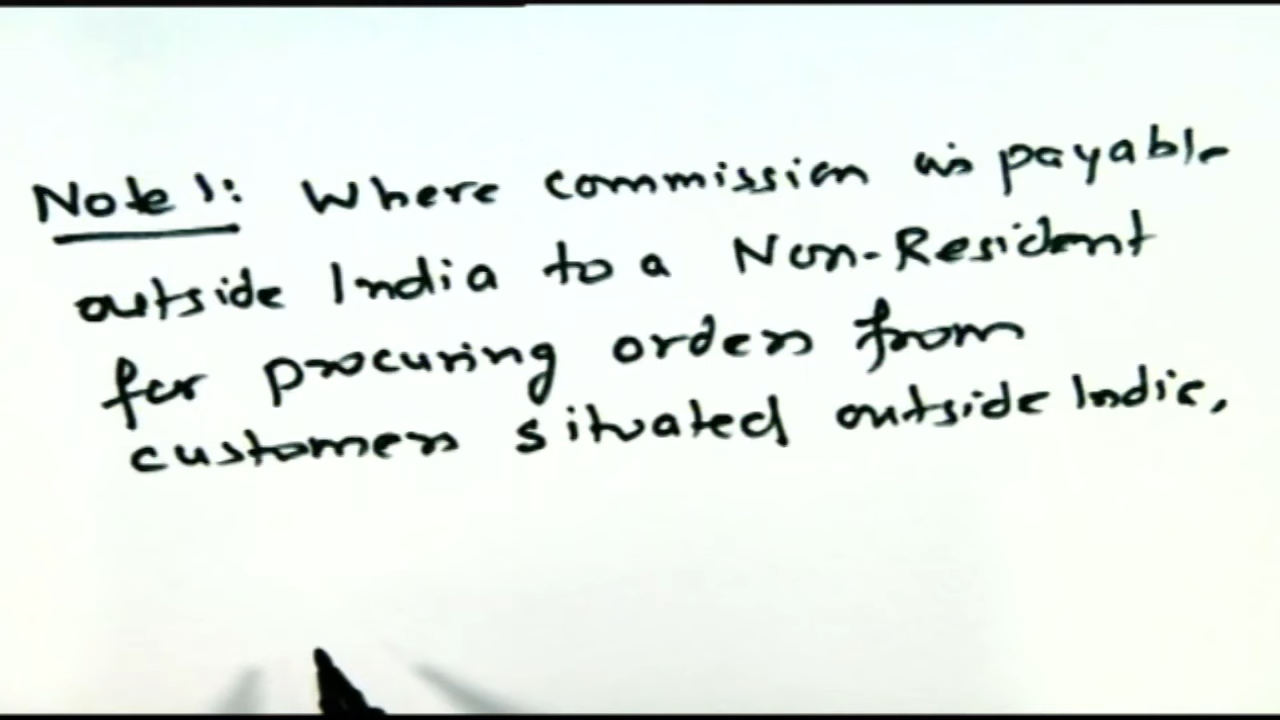 Note 1: Where commission is payable
outside India to a Non-Resident
for procuring orders from
customers situated outside India,